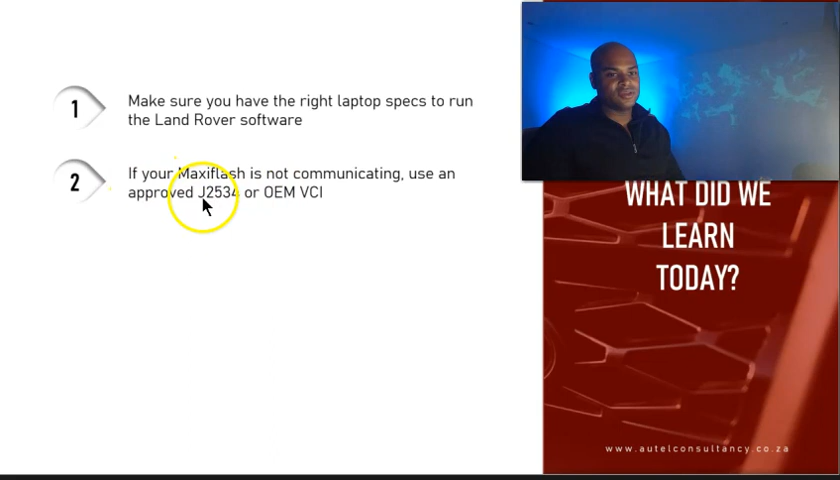 1
Make sure you have the right laptop specs to run
the Land Rover software
2
If your Maxiflash is not communicating, use an
approved J2534 or OEM VCI
WHAT DID WE
LEARN
TODAY?
www.autelconsultancy.co.za